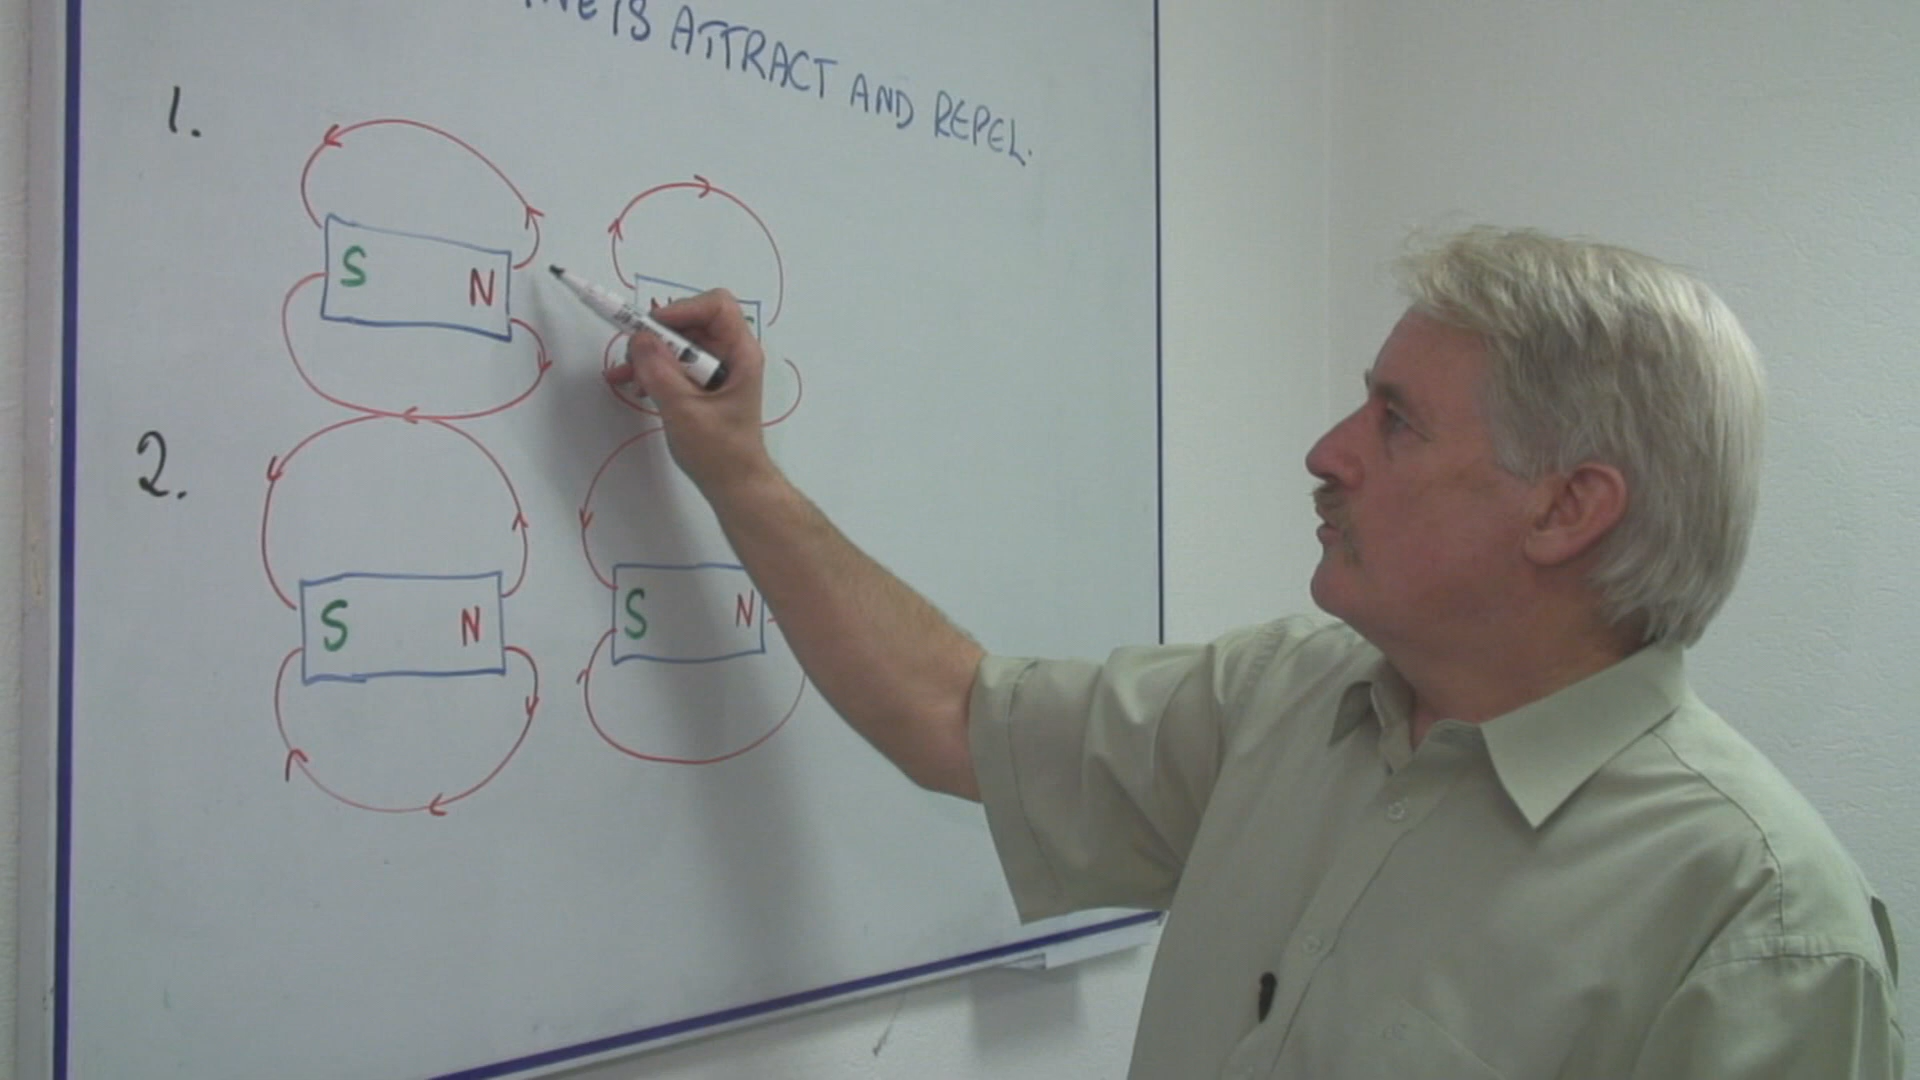 ATTRACT AND REPEL.
1.
S N
N
2.
S N
S N